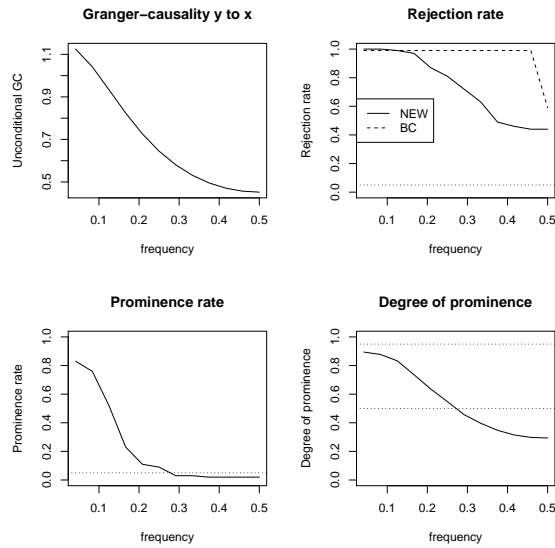 Granger−causality y to x
Unconditional GC
0.5
0.7
0.9
1.1
0.1 0.2 0.3 0.4 0.5
frequency
Rejection rate
Rejection rate
0.0
0.2
0.4
0.6
0.8
1.0
NEW
BC
0.1 0.2 0.3 0.4 0.5
frequency
Prominence rate
Prominence rate
0.0
0.2
0.4
0.6
0.8
1.0
0.1 0.2 0.3 0.4 0.5
frequency
Degree of prominence
Degree of prominence
0.0
0.2
0.4
0.6
0.8
1.0
0.1 0.2 0.3 0.4 0.5
frequency